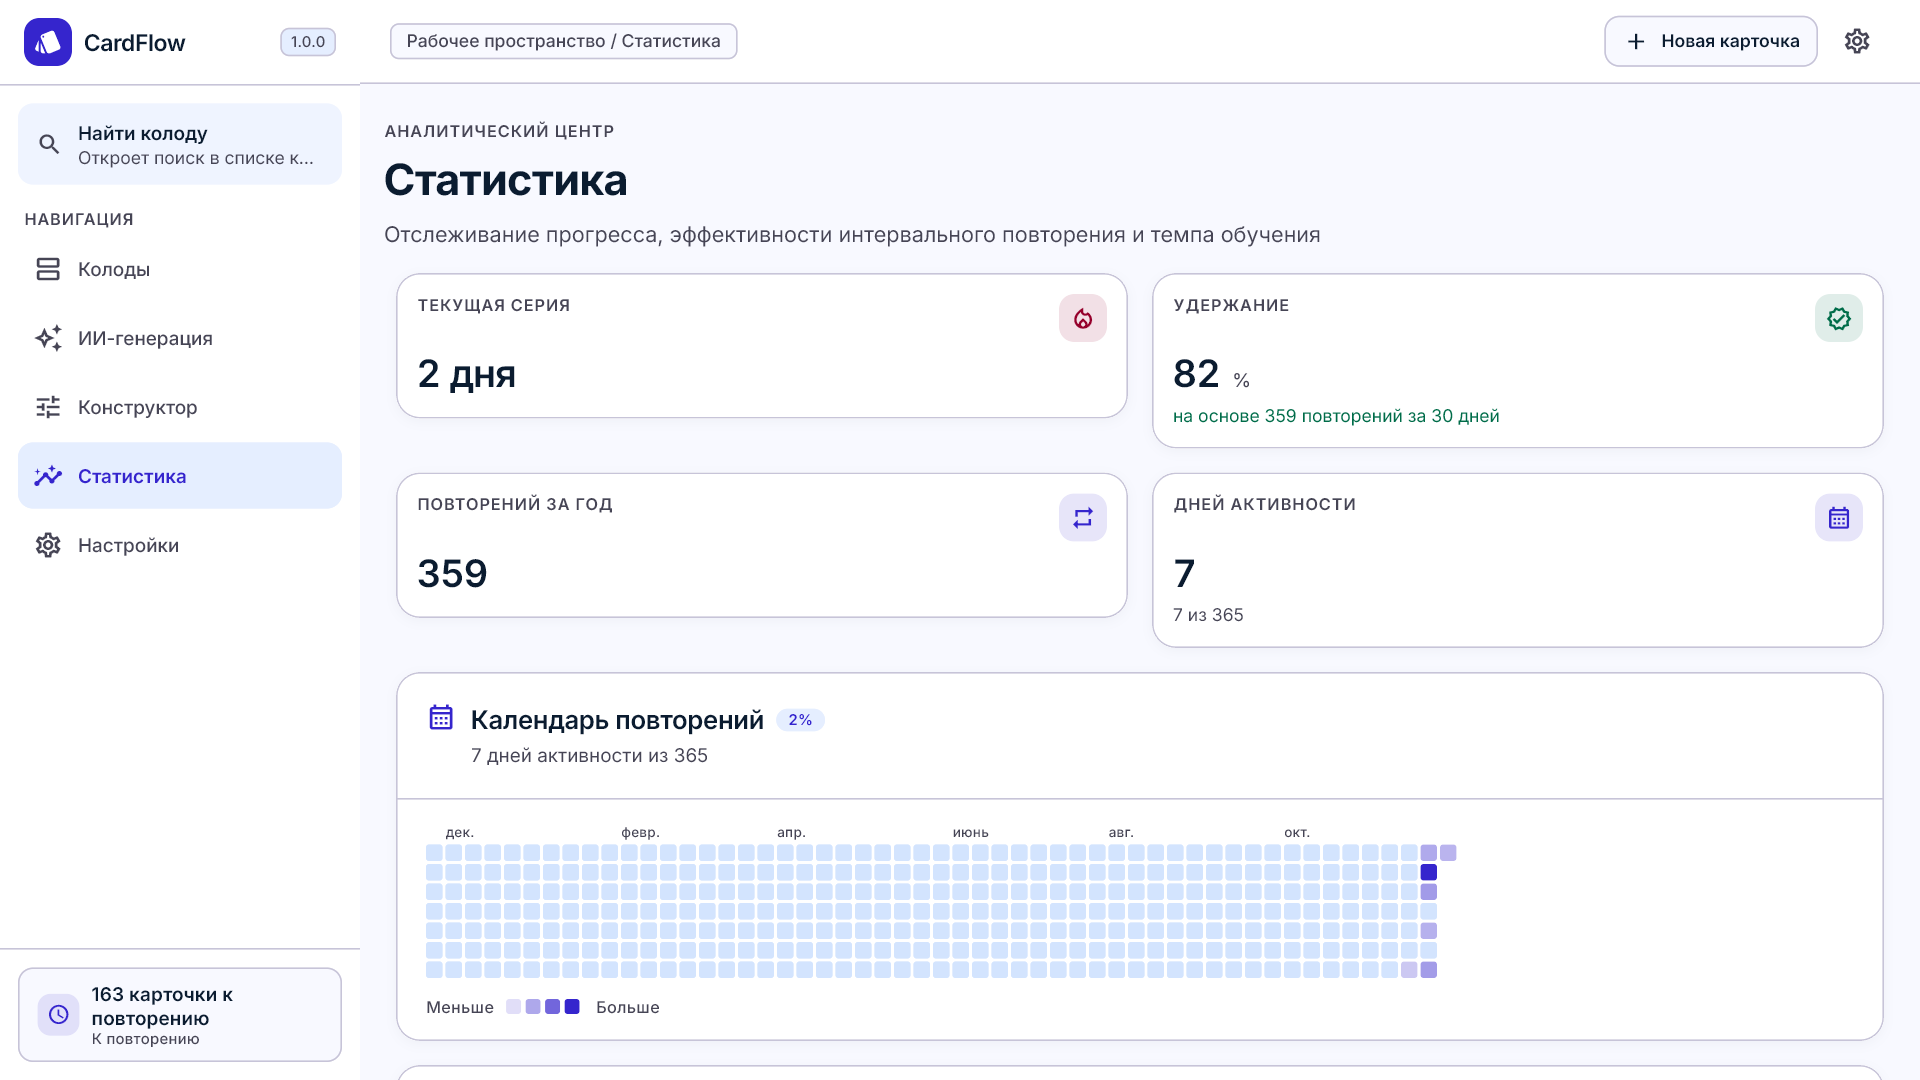 CardFlow
1.0.0
Рабочее пространство / Статистика
Новая карточка
Найти колоду
Откроет поиск в списке к...
НАВИГАЦИЯ
Колоды
ИИ-генерация
Конструктор
Статистика
Настройки
163 карточки к
повторению
К повторению
АНАЛИТИЧЕСКИЙ ЦЕНТР
Статистика
Отслеживание прогресса, эффективности интервального повторения и темпа обучения
ТЕКУЩАЯ СЕРИЯ
2 дня
УДЕРЖАНИЕ
82 %
на основе 359 повторений за 30 дней
ПОВТОРЕНИЙ ЗА ГОД
359
ДНЕЙ АКТИВНОСТИ
7
7 из 365
Календарь повторений 2%
7 дней активности из 365
дек. февр. апр. июнь авг. окт.
Меньше Больше